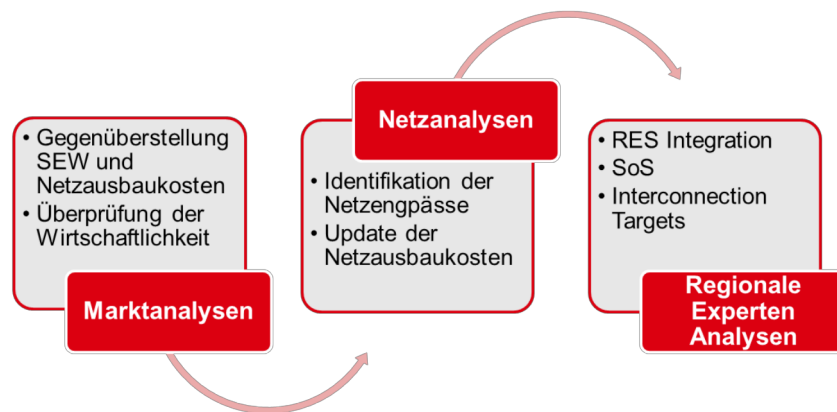 • Gegenüberstellung
SEW und
Netzausbaukosten
• Überprüfung der
Wirtschaftlichkeit
Marktanalysen
Netzanalysen
• Identifikation der
Netzengpässe
• Update der
Netzausbaukosten
• RES Integration
• SoS
• Interconnection
Targets
Regionale
Experten
Analysen